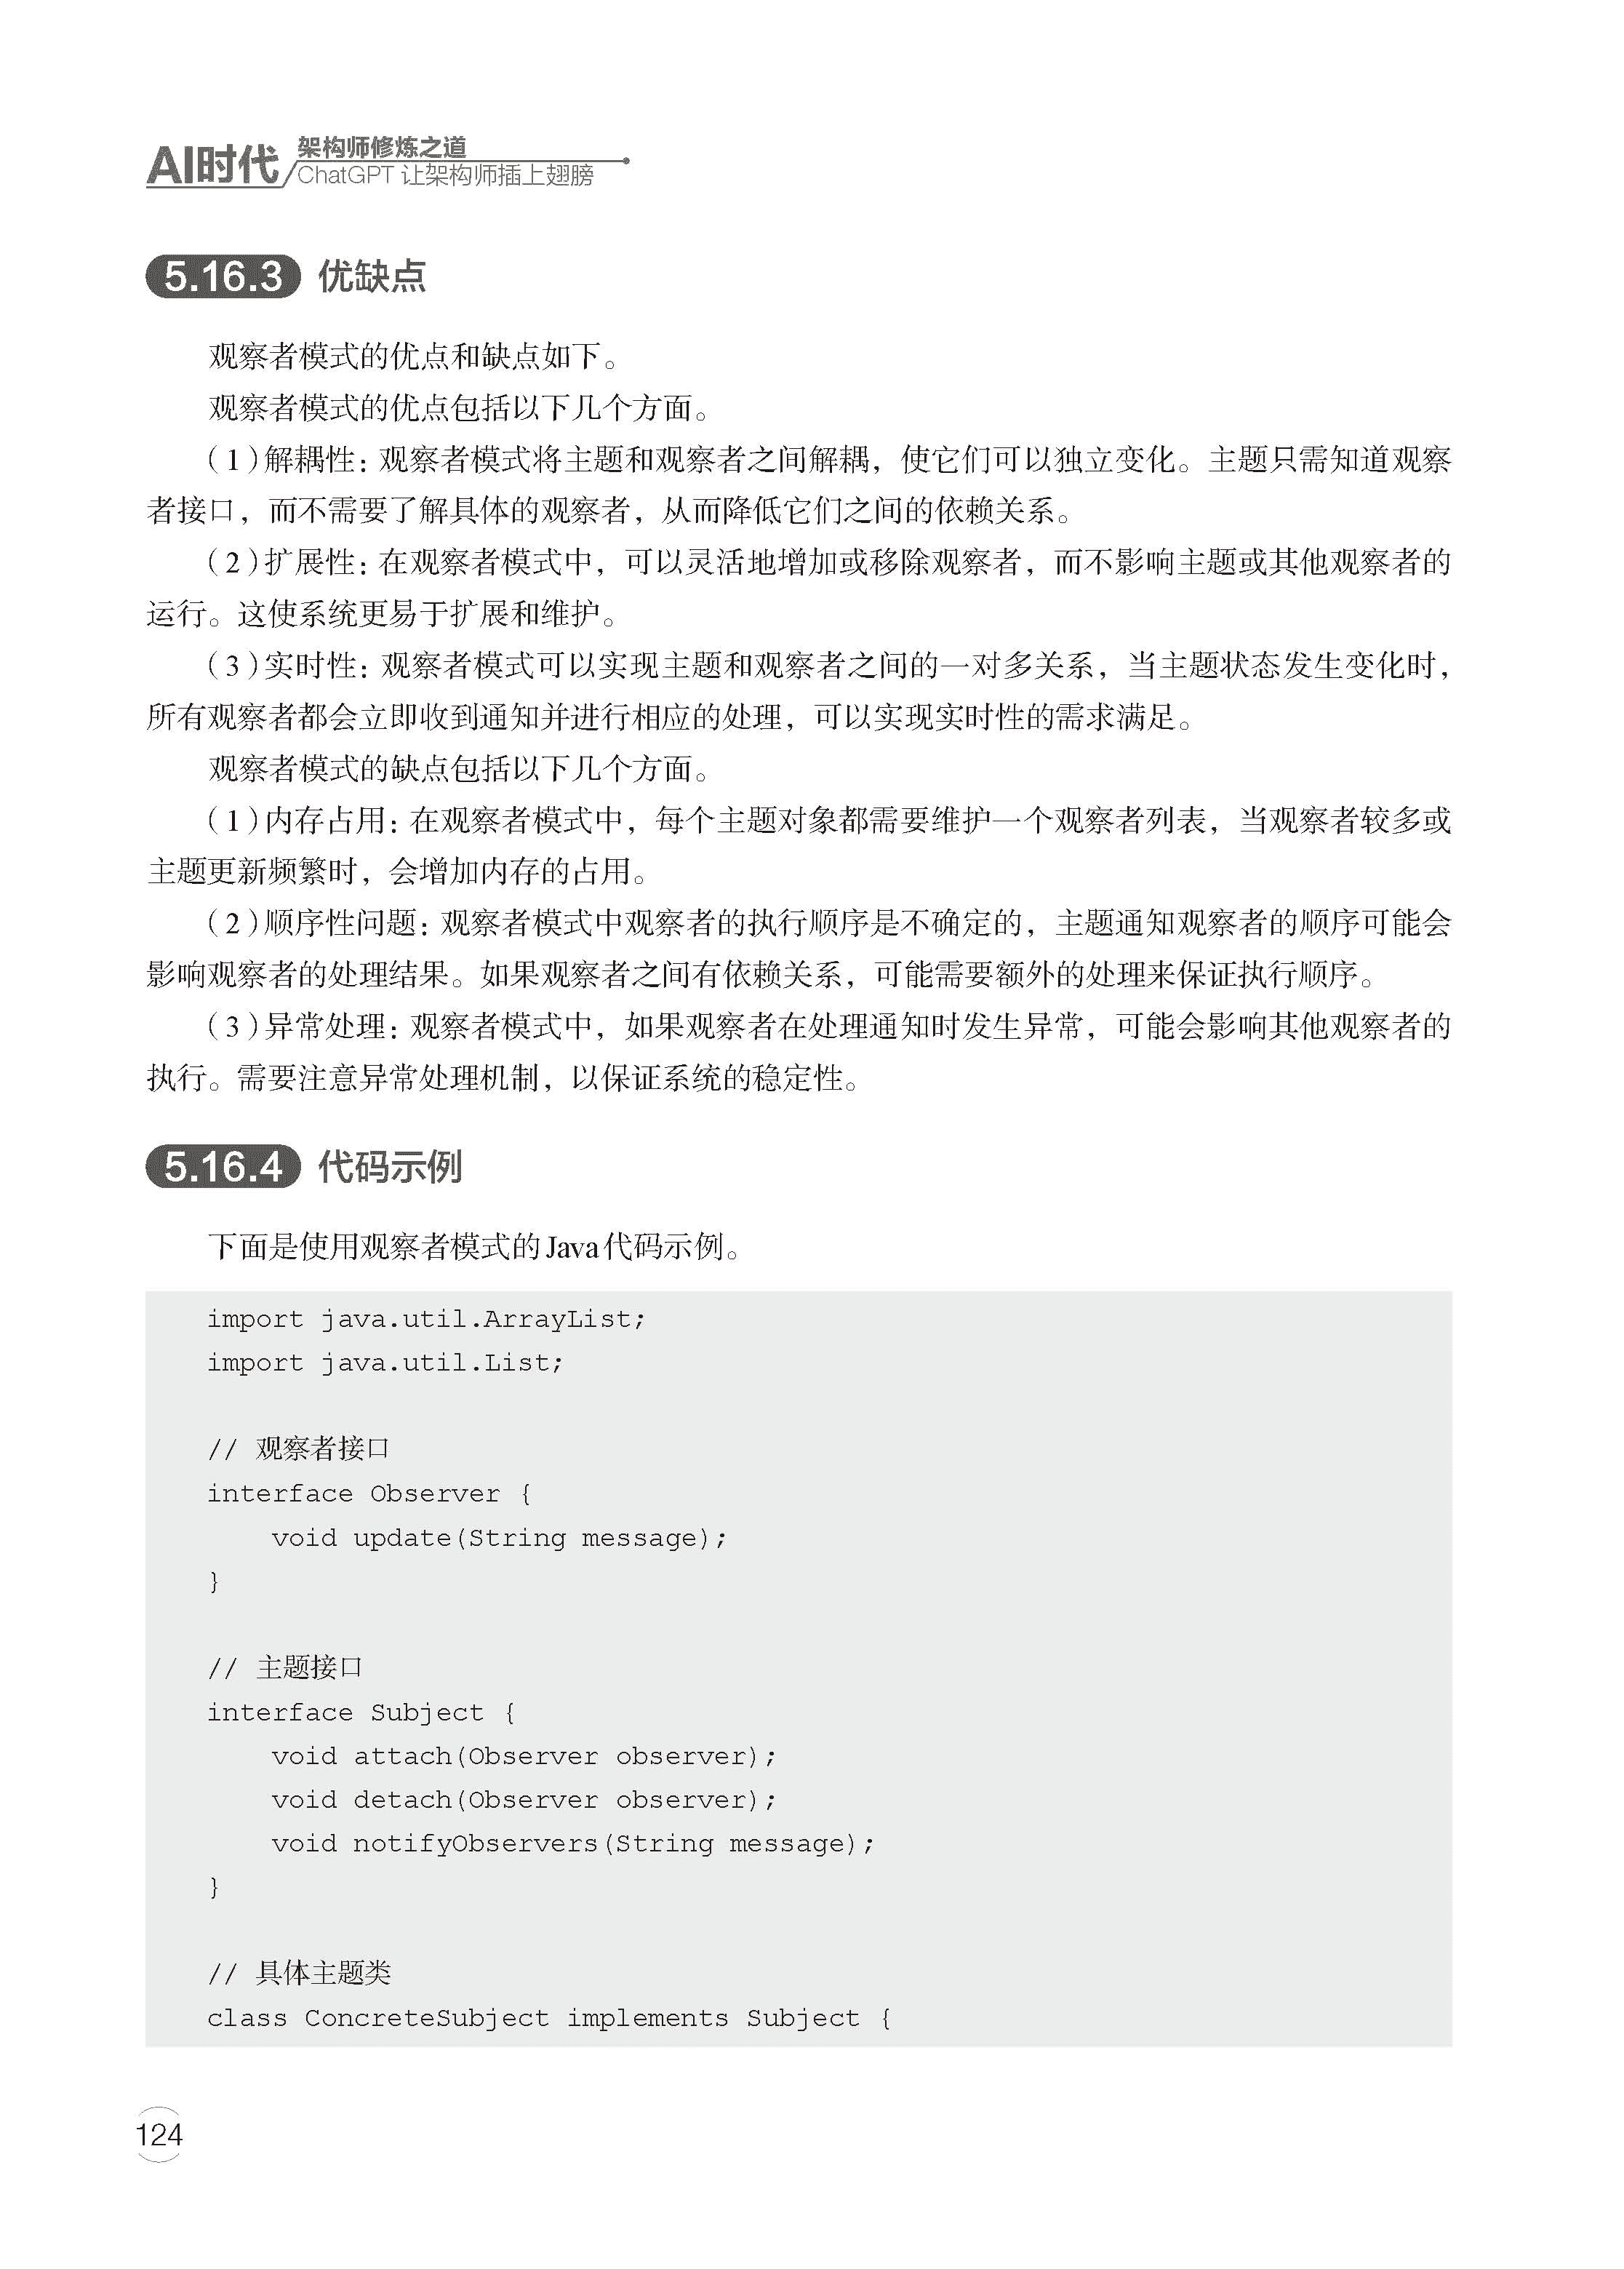 AI时代
架构师修炼之道
ChatGPT 让架构师插上翅膀
5.16.3 优缺点
观察者模式的优点和缺点如下。
观察者模式的优点包括以下几个方面。
（1）解耦性：观察者模式将主题和观察者之间解耦，使它们可以独立变化。主题只需知道观察
者接口，而不需要了解具体的观察者，从而降低它们之间的依赖关系。
（2）扩展性：在观察者模式中，可以灵活地增加或移除观察者，而不影响主题或其他观察者的
运行。这使系统更易于扩展和维护。
（3）实时性：观察者模式可以实现主题和观察者之间的一对多关系，当主题状态发生变化时，
所有观察者都会立即收到通知并进行相应的处理，可以实现实时性的需求满足。
观察者模式的缺点包括以下几个方面。
（1）内存占用：在观察者模式中，每个主题对象都需要维护一个观察者列表，当观察者较多或
主题更新频繁时，会增加内存的占用。
（2）顺序性问题：观察者模式中观察者的执行顺序是不确定的，主题通知观察者的顺序可能会
影响观察者的处理结果。如果观察者之间有依赖关系，可能需要额外的处理来保证执行顺序。
（3）异常处理：观察者模式中，如果观察者在处理通知时发生异常，可能会影响其他观察者的
执行。需要注意异常处理机制，以保证系统的稳定性。
5.16.4 代码示例
下面是使用观察者模式的Java代码示例。
import java.util.ArrayList;
import java.util.List;
// 观察者接口
interface Observer {
    void update(String message);
}
// 主题接口
interface Subject {
    void attach(Observer observer);
    void detach(Observer observer);
    void notifyObservers(String message);
}
// 具体主题类
class ConcreteSubject implements Subject {
124